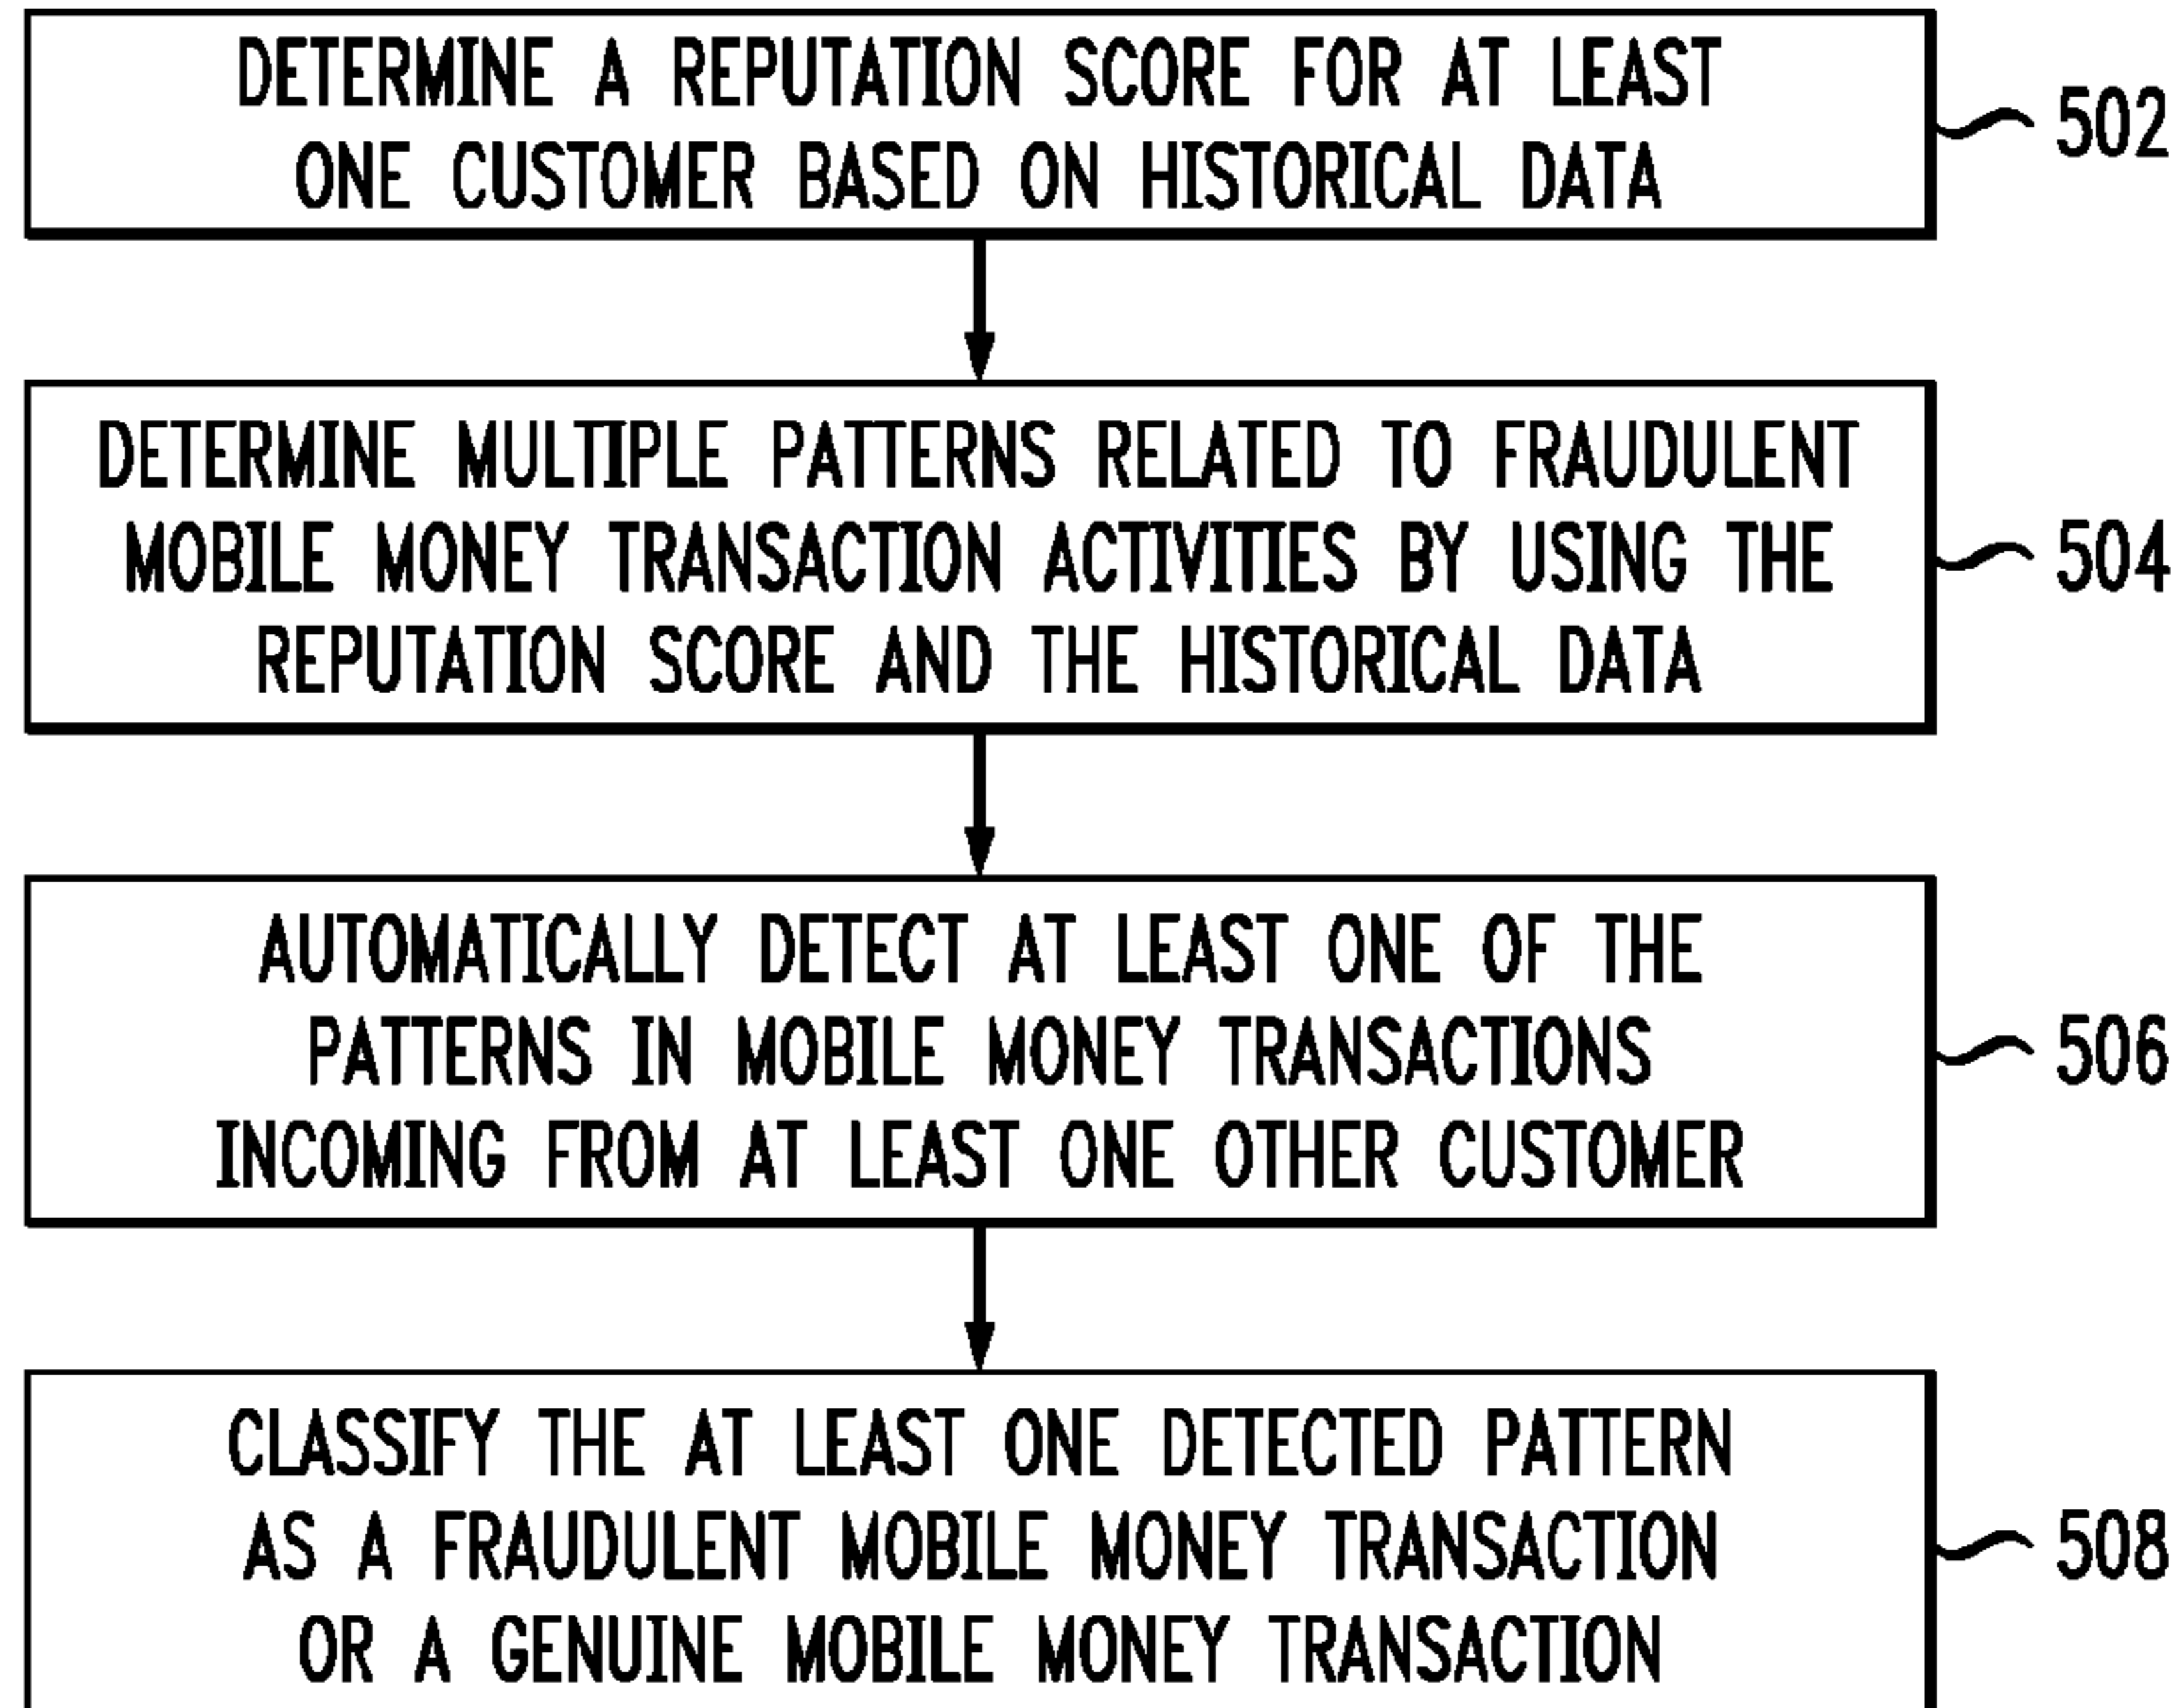 DETERMINE A REPUTATION SCORE FOR AT LEAST
ONE CUSTOMER BASED ON HISTORICAL DATA
502
DETERMINE MULTIPLE PATTERNS RELATED TO FRAUDULENT
MOBILE MONEY TRANSACTION ACTIVITIES BY USING THE
REPUTATION SCORE AND THE HISTORICAL DATA
504
AUTOMATICALLY DETECT AT LEAST ONE OF THE
PATTERNS IN MOBILE MONEY TRANSACTIONS
INCOMING FROM AT LEAST ONE OTHER CUSTOMER
506
CLASSIFY THE AT LEAST ONE DETECTED PATTERN
AS A FRAUDULENT MOBILE MONEY TRANSACTION
OR A GENUINE MOBILE MONEY TRANSACTION
508